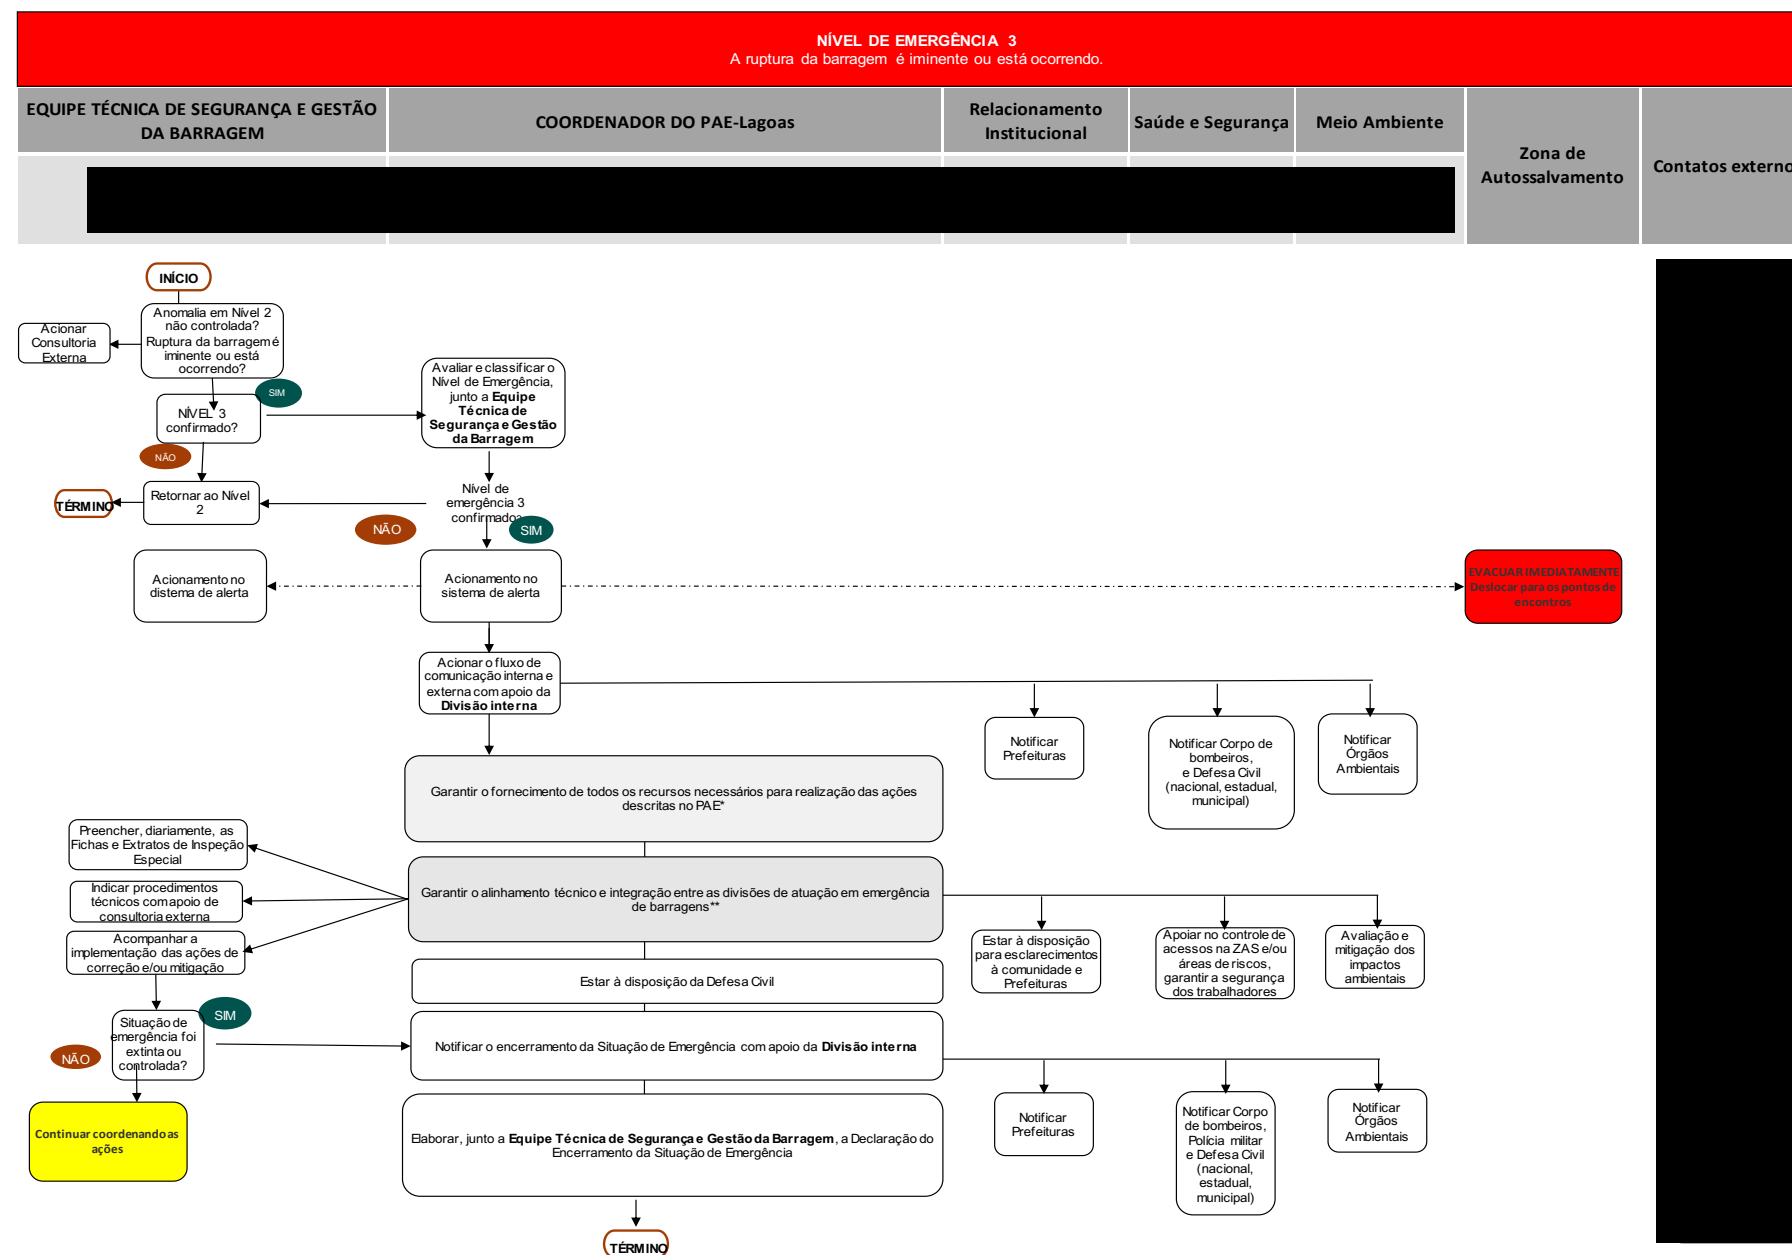 NÍVEL DE EMERGÊNCIA 3
A ruptura da barragem é iminente ou está ocorrendo.
EQUIPE TÉCNICA DE SEGURANÇA E GESTÃO
DA BARRAGEM
COORDENADOR DO PAE-Lagoas
Relacionamento
Institucional
Saúde e Segurança
Meio Ambiente
Zona de
Autossalvamento
Contatos externo
INÍCIO
Anomalia em Nível 2
não controlada?
Ruptura da barragem é
iminente ou está
ocorrendo?
Acionar
Consultoria
Externa
SIM
NÍVEL 3
confirmado?
NÃO
Avaliar e classificar o
Nível de Emergência,
junto a Equipe
Técnica de
Segurança e Gestão
da Barragem
Retornar ao Nível
2
TÉRMINO
Nível de
emergência 3
confirmado?
NÃO
SIM
Acionamento no
distema de alerta
Acionamento no
sistema de alerta
EVACUAR IMEDIATAMENTE
Deslocar para os pontos de
encontros
Acionar o fluxo de
comunicação interna e
externa com apoio da
Divisão interna
Notificar
Prefeituras
Notificar Corpo de
bombeiros,
e Defesa Civil
(nacional, estadual,
municipal)
Notificar
Órgãos
Ambientais
Garantir o fornecimento de todos os recursos necessários para realização das ações
descritas no PAE*
Preencher, diariamente, as
Fichas e Extratos de Inspeção
Especial
Indicar procedimentos
técnicos com apoio de
consultoria externa
Acompanhar a
implementação das ações de
correção e/ou mitigação
Garantir o alinhamento técnico e integração entre as divisões de atuação em emergência
de barragens**
Estar à disposição
para esclarecimentos
à comunidade e
Prefeituras
Apoiar no controle de
acessos na ZAS e/ou
áreas de riscos,
garantir a segurança
dos trabalhadores
Avaliação e
mitigação dos
impactos
ambientais
Estar à disposição da Defesa Civil
SIM
Situação de
emergência foi
extinta ou
controlada?
NÃO
Notificar o encerramento da Situação de Emergência com apoio da Divisão interna
Notificar
Prefeituras
Notificar Corpo
de bombeiros,
Polícia militar
e Defesa Civil
(nacional,
estadual,
municipal)
Notificar
Órgãos
Ambientais
Continuar coordenando as
ações
Elaborar, junto a Equipe Técnica de Segurança e Gestão da Barragem, a Declaração do
Encerramento da Situação de Emergência
TÉRMINO